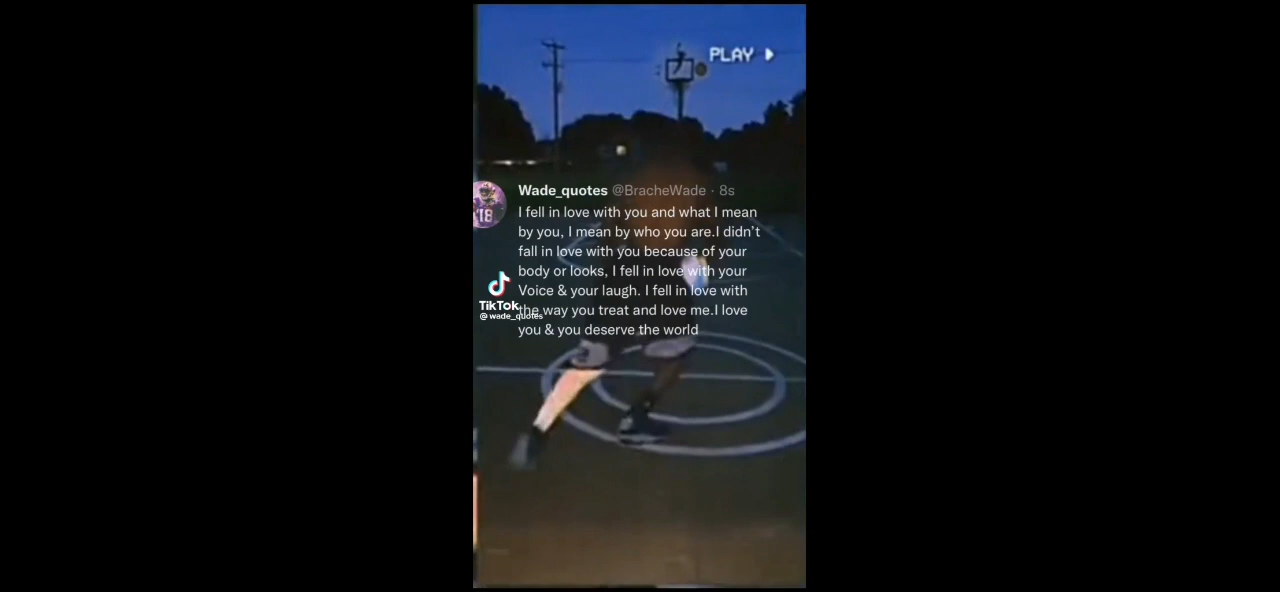 PLAY
Wade_quotes @BracheWade · 8s
I fell in love with you and what I mean
by you, I mean by who you are.I didn't
fall in love with you because of your
body or looks, I fell in love with your
Voice & your laugh. I fell in love with
the way you treat and love me.I love
you & you deserve the world
18
TikTok
@wade_quotes